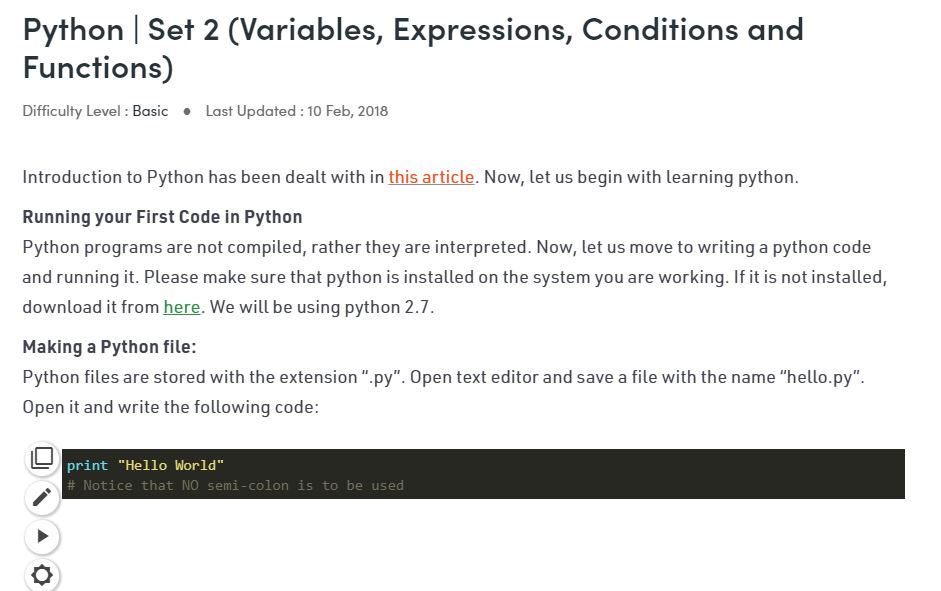 Python | Set 2 (Variables, Expressions, Conditions and
Functions)
Difficulty Level : Basic ● Last Updated : 10 Feb, 2018
Introduction to Python has been dealt with in this article. Now, let us begin with learning python.
Running your First Code in Python
Python programs are not compiled, rather they are interpreted. Now, let us move to writing a python code
and running it. Please make sure that python is installed on the system you are working. If it is not installed,
download it from here. We will be using python 2.7.
Making a Python file:
Python files are stored with the extension “.py”. Open text editor and save a file with the name “hello.py”.
Open it and write the following code:
print "Hello World"
# Notice that NO semi-colon is to be used